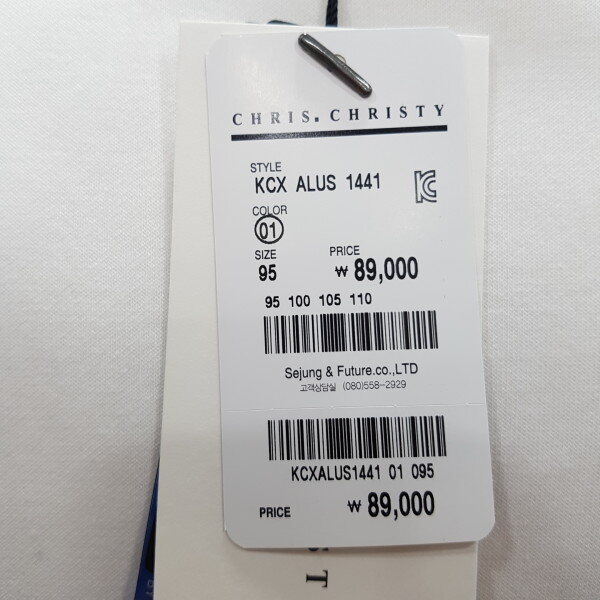 CHRIS. CHRISTY
STYLE
KCX ALUS 1441
COLOR
01
SIZE PRICE
95 ₩ 89,000
95 100 105 110
Sejung & Future.co.,LTD
고객상담실 (080)558-2929
KCXALUS1441 01 095
PRICE ₩ 89,000
S T